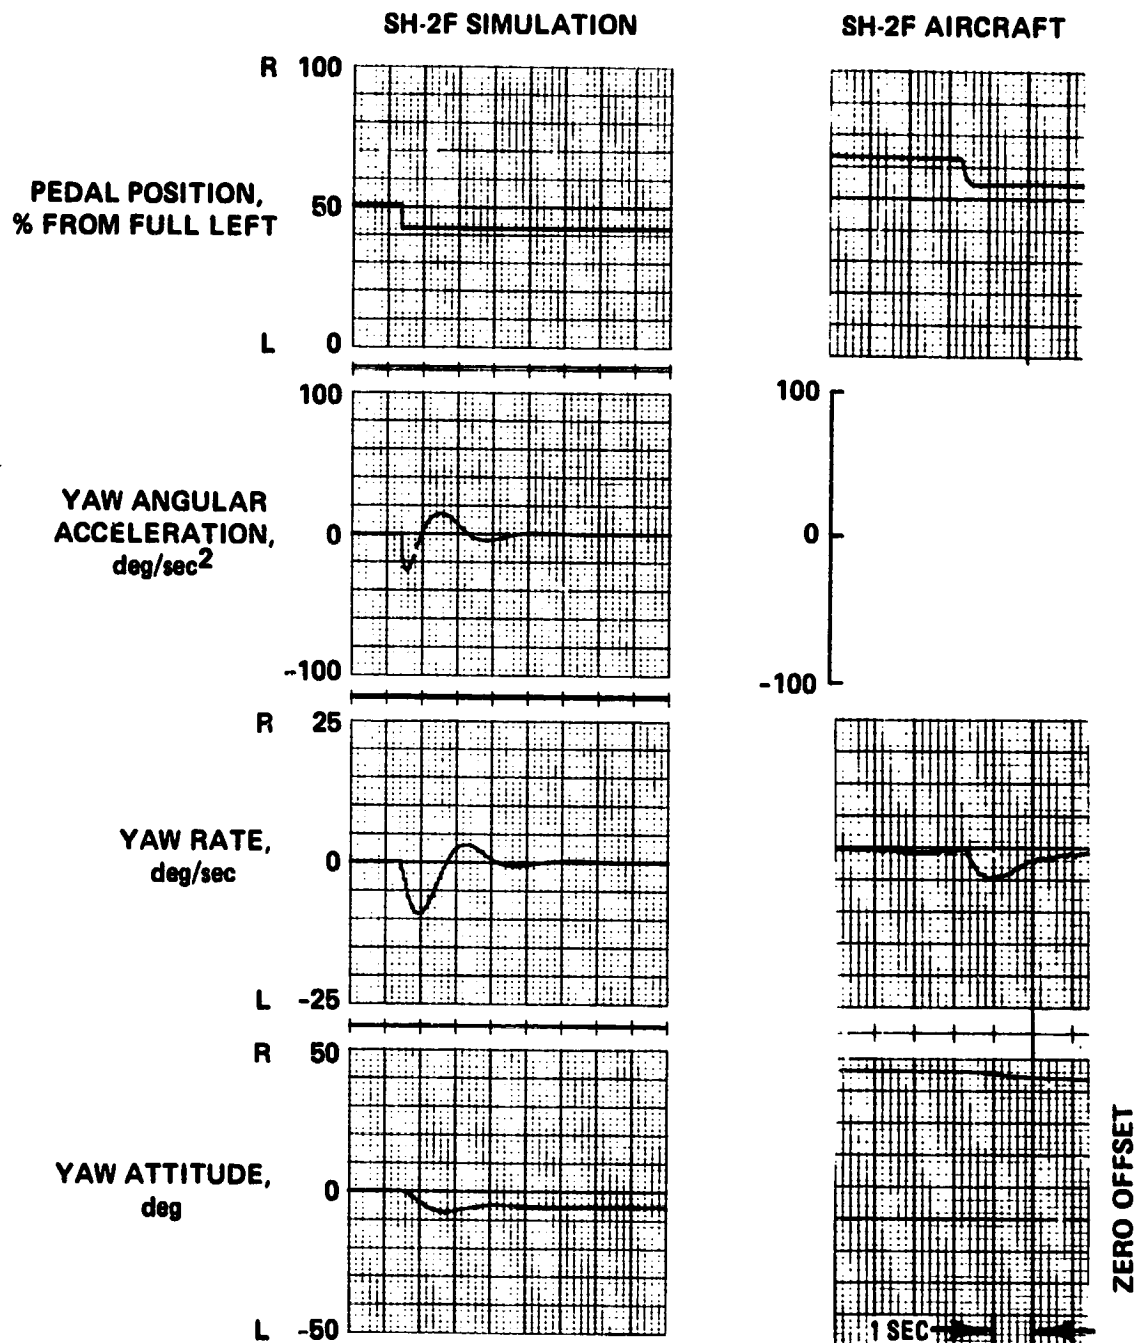 SH-2F SIMULATION
SH-2F AIRCRAFT
R 100
PEDAL POSITION,
% FROM FULL LEFT
50
L 0
100
YAW ANGULAR
ACCELERATION,
deg/sec2
0
-100
100
0
-100
R 25
YAW RATE,
deg/sec
0
L -25
R 50
YAW ATTITUDE,
deg
0
L -50
1 SEC
ZERO OFFSET